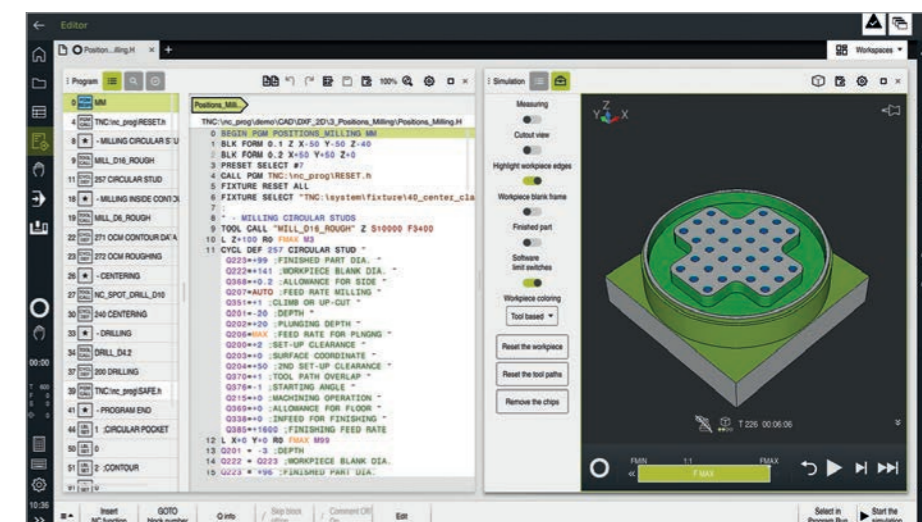 Editor
Position...illing.H × +
Workspaces
Program
100%
Simulation
0 MM
4 TNC:\nc_prog\RESET.h
8 - MILLING CIRCULAR STU
9 MILL_D16_ROUGH
11 257 CIRCULAR STUD
18 - MILLING INSIDE CONTOU
19 MILL_D6_ROUGH
22 271 OCM CONTOUR DATA
23 272 OCM ROUGHING
26 - CENTERING
27 NC_SPOT_DRILL_D10
30 240 CENTERING
33 - DRILLING
34 DRILL_D4.2
37 200 DRILLING
39 TNC:\nc_prog\SAFE.h
41 - PROGRAM END
44 1 :CIRCULAR POCKET
50 0
51 2 :CONTOUR
Positions_Milli...
TNC:\nc_prog\demo\CAD\DXF_2D\3_Positions_Milling\Positions_Milling.H
0 BEGIN PGM POSITIONS_MILLING MM
1 BLK FORM 0.1 Z X-50 Y-50 Z-40
2 BLK FORM 0.2 X+50 Y+50 Z+0
3 PRESET SELECT #7
4 CALL PGM TNC:\nc_prog\RESET.h
5 FIXTURE RESET ALL
6 FIXTURE SELECT "TNC:\system\fixture\40_center_cla
7 ;
8 * - MILLING CIRCULAR STUDS
9 TOOL CALL "MILL_D16_ROUGH" Z S10000 F3400
10 L Z+100 R0 FMAX M3
11 CYCL DEF 257 CIRCULAR STUD ~
Q223=+99 ;FINISHED PART DIA. ~
Q222=+141 ;WORKPIECE BLANK DIA. ~
Q368=+0.2 ;ALLOWANCE FOR SIDE ~
Q207=AUTO ;FEED RATE MILLING ~
Q351=+1 ;CLIMB OR UP-CUT ~
Q201=-20 ;DEPTH ~
Q202=+20 ;PLUNGING DEPTH ~
Q206=MAX ;FEED RATE FOR PLNGNG ~
Q200=+2 ;SET-UP CLEARANCE ~
Q203=+0 ;SURFACE COORDINATE ~
Q204=+50 ;2ND SET-UP CLEARANCE ~
Q370=+1 ;TOOL PATH OVERLAP ~
Q376=-1 ;STARTING ANGLE ~
Q215=+0 ;MACHINING OPERATION ~
Q369=+0 ;ALLOWANCE FOR FLOOR ~
Q338=+0 ;INFEED FOR FINISHING ~
Q385=+1600 ;FINISHING FEED RATE
12 L X+0 Y+0 R0 FMAX M99
13 Q201 = -3 ;DEPTH
14 Q222 = Q223 ;WORKPIECE BLANK DIA.
15 Q223 = +96 ;FINISHED PART DIA.
Measuring
Cutout view
Highlight workpiece edges
Workpiece blank frame
Finished part
Software
limit switches
Workpiece coloring
Tool based
Reset the workpiece
Reset the tool paths
Remove the chips
Z
Y X
T 226 00:06:06
FMIN 1:1 FMAX
F MAX
00:00
T 600
F 0
S 0
10:36
Insert
NC function
GOTO
block number
Q info
/ Skip block
/ Comment Off/
On
Edit
Select in
Program Run
Start the
simulation